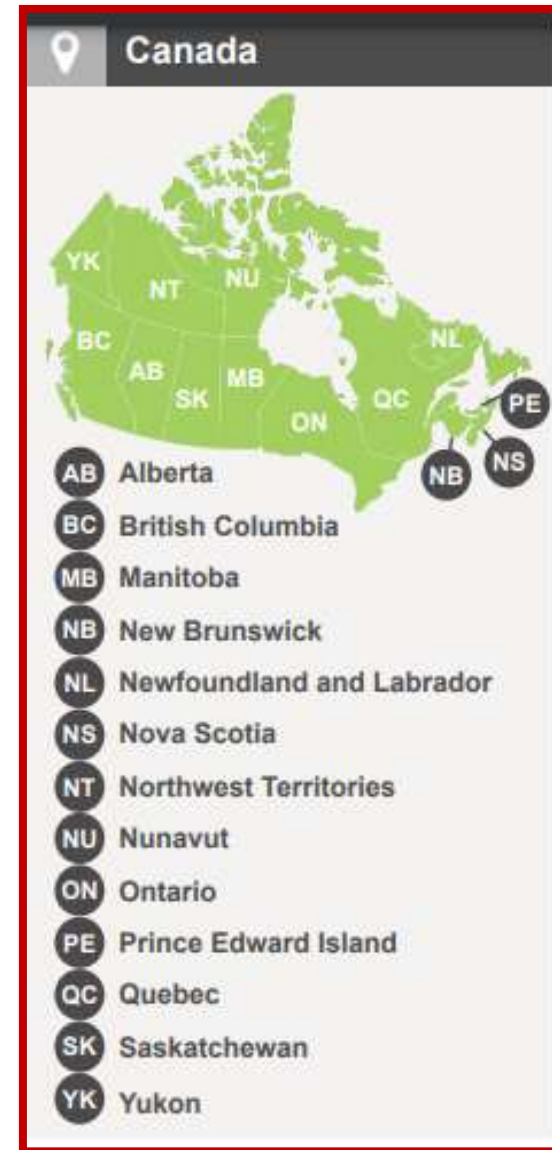 Canada
YK
NT
NU
BC
AB
SK
MB
ON
QC
NL
PE
NB
NS
AB Alberta
BC British Columbia
MB Manitoba
NB New Brunswick
NL Newfoundland and Labrador
NS Nova Scotia
NT Northwest Territories
NU Nunavut
ON Ontario
PE Prince Edward Island
QC Quebec
SK Saskatchewan
YK Yukon